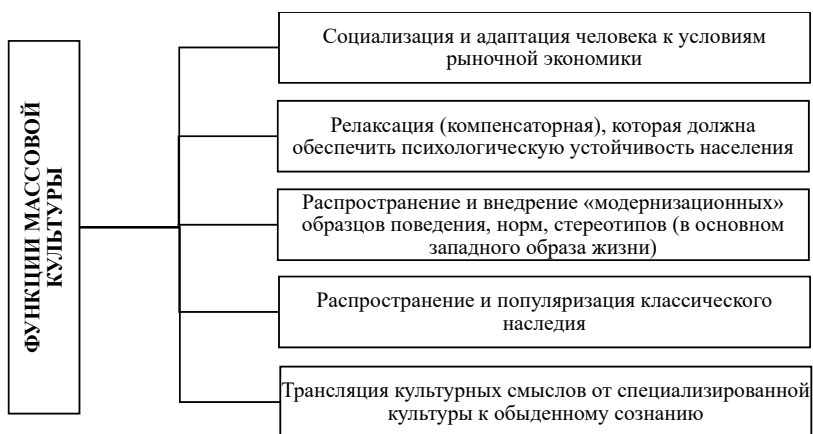 ФУНКЦИИ МАССОВОЙ
КУЛЬТУРЫ
Социализация и адаптация человека к условиям
рыночной экономики
Релаксация (компенсаторная), которая должна
обеспечить психологическую устойчивость населения
Распространение и внедрение «модернизационных»
образцов поведения, норм, стереотипов (в основном
западного образа жизни)
Распространение и популяризация классического
наследия
Трансляция культурных смыслов от специализированной
культуры к обыденному сознанию